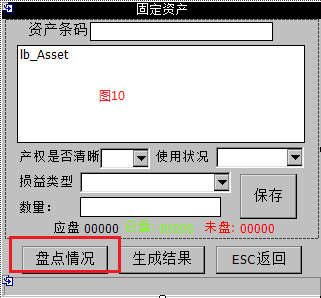 固定资产
资产条码
lb_Asset
图10
产权是否清晰 使用状况
损益类型
保存
数量：
应盘 00000 已盘: 00000 未盘: 00000
盘点情况 生成结果 ESC返回